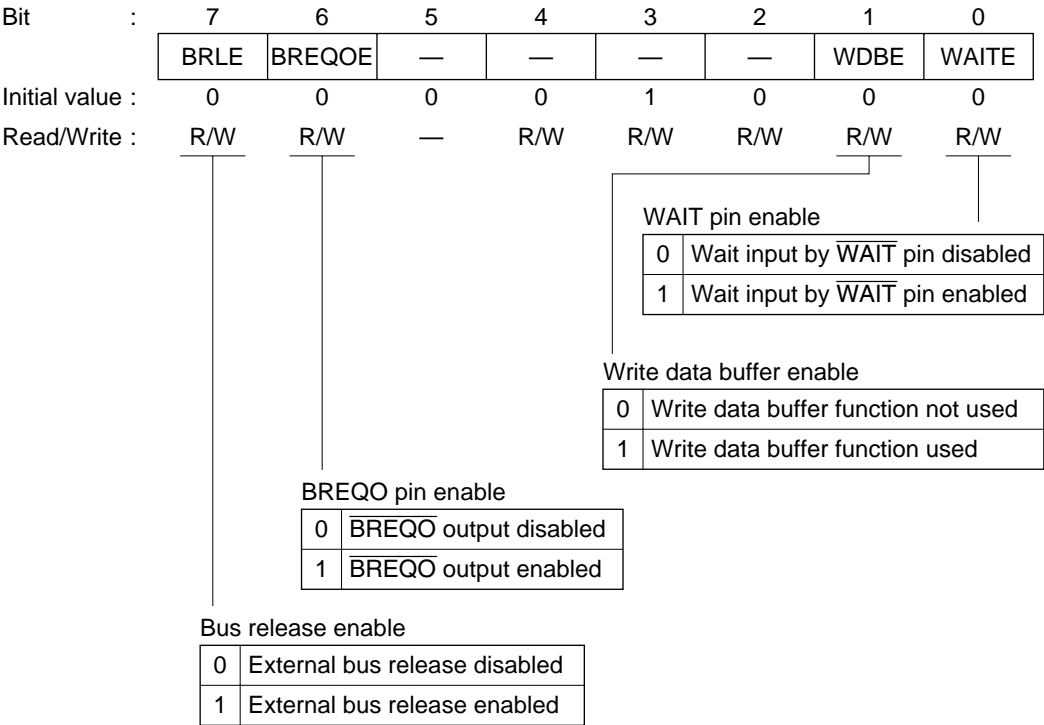 Bit : 7 6 5 4 3 2 1 0
BRLE BREQOE — — — — WDBE WAITE
Initial value : 0 0 0 0 1 0 0 0
Read/Write : R/W R/W — R/W R/W R/W R/W R/W
WAIT pin enable
0 Wait input by WAIT pin disabled
1 Wait input by WAIT pin enabled
Write data buffer enable
0 Write data buffer function not used
1 Write data buffer function used
BREQO pin enable
0 BREQO output disabled
1 BREQO output enabled
Bus release enable
0 External bus release disabled
1 External bus release enabled